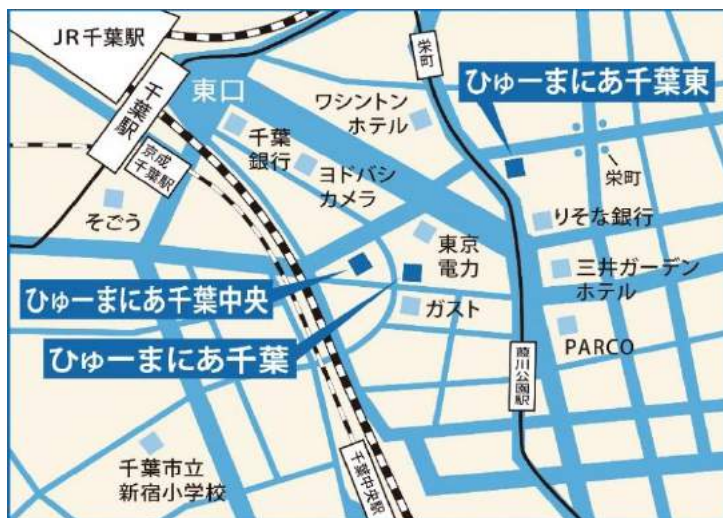 JR千葉駅
千葉駅
京成
千葉駅
東口
栄町
ひゅーまにあ千葉東
ワシントン
ホテル
千葉
銀行
ヨドバシ
カメラ
栄町
そごう
りそな銀行
東京
電力
三井ガーデン
ホテル
ひゅーまにあ千葉中央
ガスト
ひゅーまにあ千葉
PARCO
葭川公園駅
千葉市立
新宿小学校
千葉中央駅